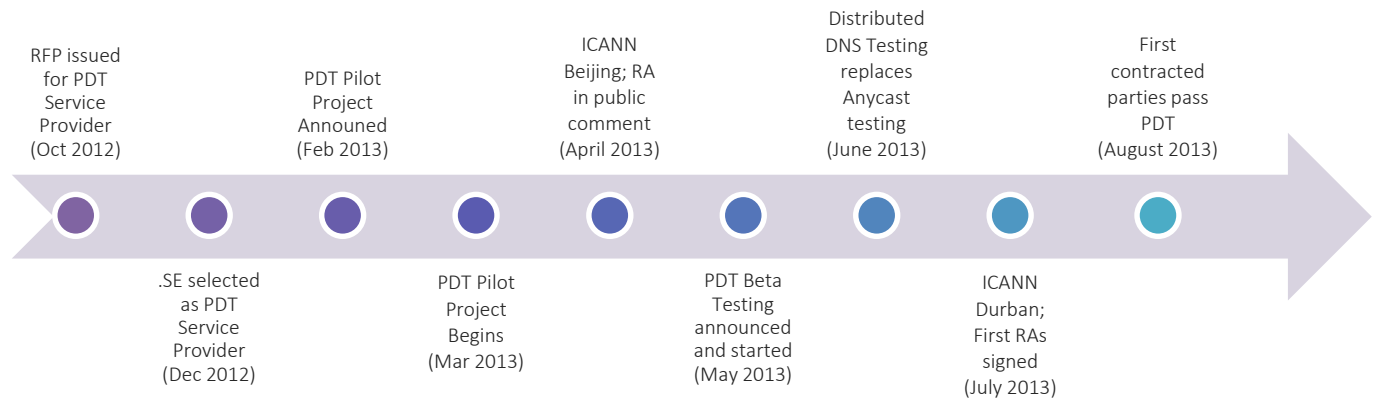 RFP issued
for PDT
Service
Provider
(Oct 2012)
.SE selected
as PDT
Service
Provider
(Dec 2012)
PDT Pilot
Project
Announed
(Feb 2013)
PDT Pilot
Project
Begins
(Mar 2013)
ICANN
Beijing; RA
in public
comment
(April 2013)
PDT Beta
Testing
announced
and started
(May 2013)
Distributed
DNS Testing
replaces
Anycast
testing
(June 2013)
ICANN
Durban;
First RAs
signed
(July 2013)
First
contracted
parties pass
PDT
(August 2013)